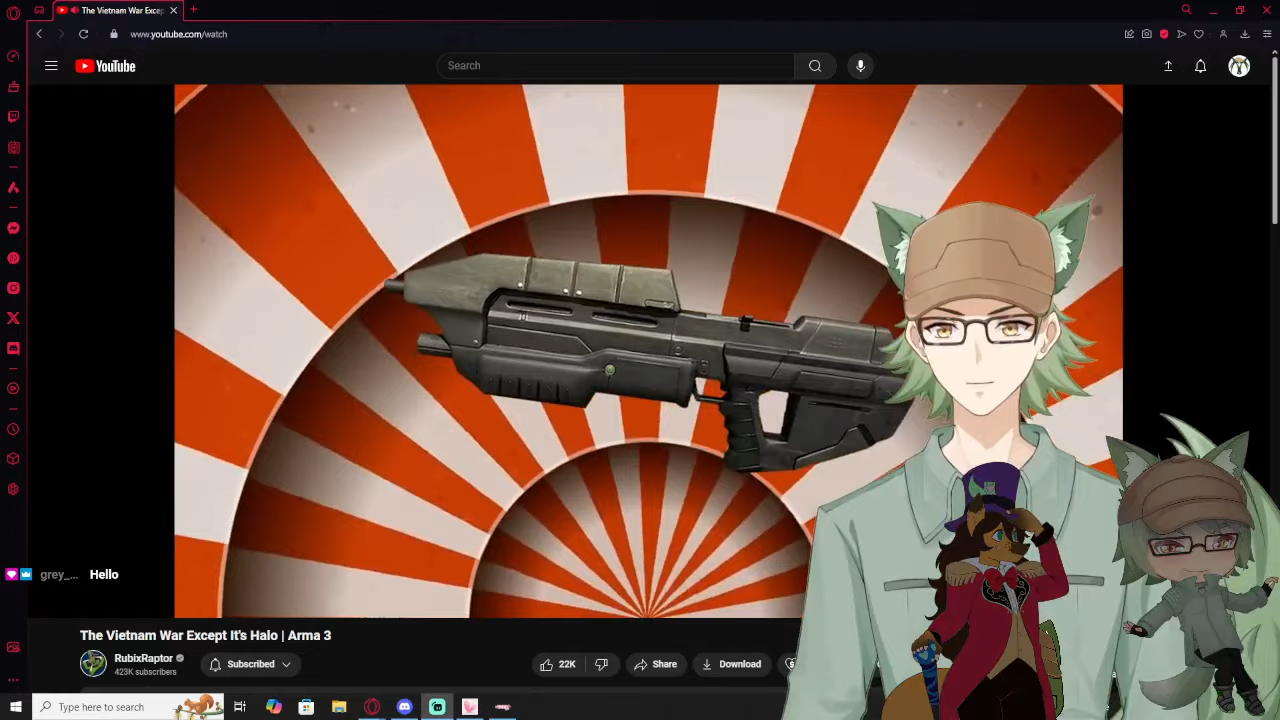 The Vietnam War Excep
www.youtube.com/watch
YouTube
Search
grey_... Hello
The Vietnam War Except It's Halo | Arma 3
RubixRaptor
423K subscribers
Subscribed
22K
Share
Download
Type here to search